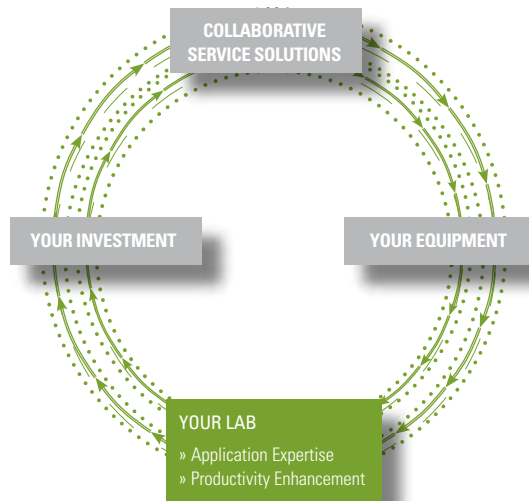 COLLABORATIVE
SERVICE SOLUTIONS
YOUR INVESTMENT
YOUR EQUIPMENT
YOUR LAB
» Application Expertise
» Productivity Enhancement